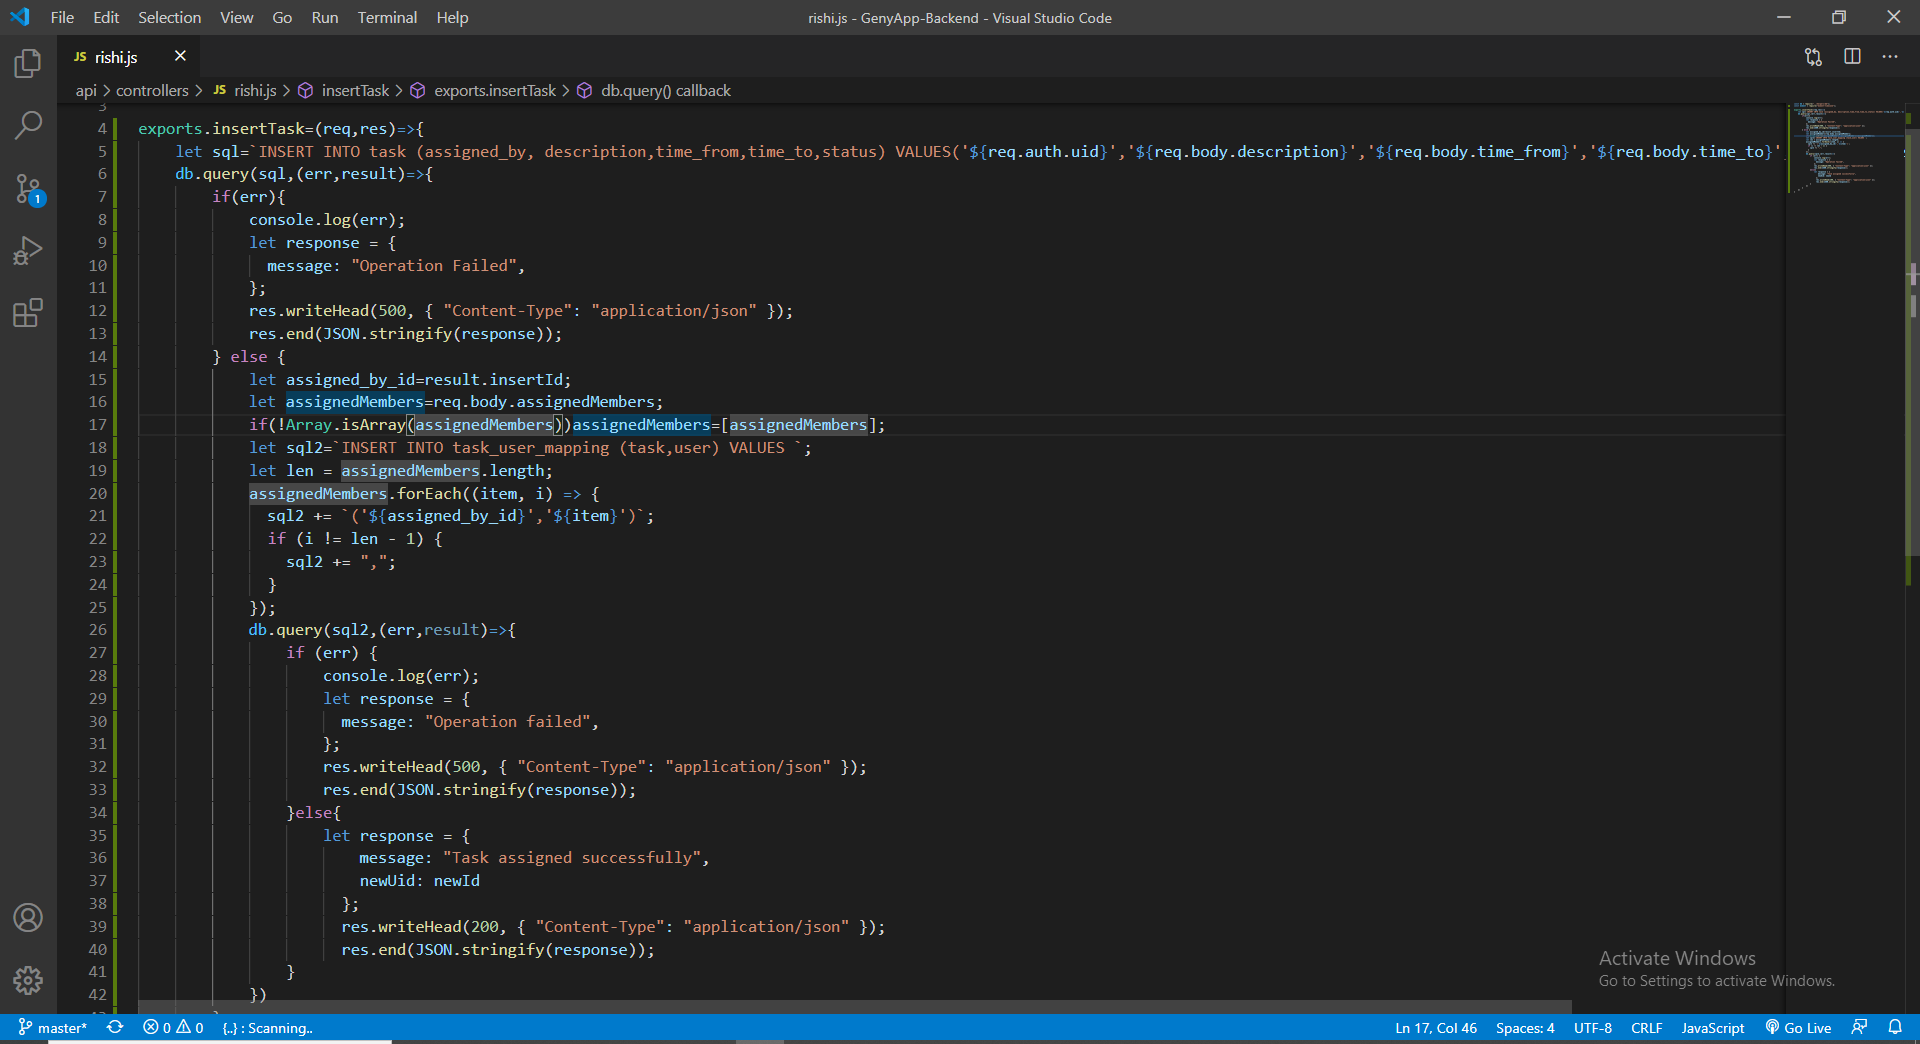 File Edit Selection View Go Run Terminal Help rishi.js - GenyApp-Backend - Visual Studio Code
JS rishi.js
api > controllers > JS rishi.js > insertTask > exports.insertTask > db.query() callback
3
4 exports.insertTask=(req,res)=>{
5 let sql=`INSERT INTO task (assigned_by, description,time_from,time_to,status) VALUES('${req.auth.uid}','${req.body.description}','${req.body.time_from}','${req.body.time_to}'
6 db.query(sql,(err,result)=>{
7 if(err){
8 console.log(err);
9 let response = {
10 message: "Operation Failed",
11 };
12 res.writeHead(500, { "Content-Type": "application/json" });
13 res.end(JSON.stringify(response));
14 } else {
15 let assigned_by_id=result.insertId;
16 let assignedMembers=req.body.assignedMembers;
17 if(!Array.isArray(assignedMembers))assignedMembers=[assignedMembers];
18 let sql2=`INSERT INTO task_user_mapping (task,user) VALUES `;
19 let len = assignedMembers.length;
20 assignedMembers.forEach((item, i) => {
21 sql2 += `('${assigned_by_id}','${item}')`;
22 if (i != len - 1) {
23 sql2 += ",";
24 }
25 });
26 db.query(sql2,(err,result)=>{
27 if (err) {
28 console.log(err);
29 let response = {
30 message: "Operation failed",
31 };
32 res.writeHead(500, { "Content-Type": "application/json" });
33 res.end(JSON.stringify(response));
34 }else{
35 let response = {
36 message: "Task assigned successfully",
37 newUid: newId
38 };
39 res.writeHead(200, { "Content-Type": "application/json" });
40 res.end(JSON.stringify(response));
41 }
42 })
Activate Windows
Go to Settings to activate Windows.
1
master* 0 0 {..} : Scanning.. Ln 17, Col 46 Spaces: 4 UTF-8 CRLF JavaScript Go Live